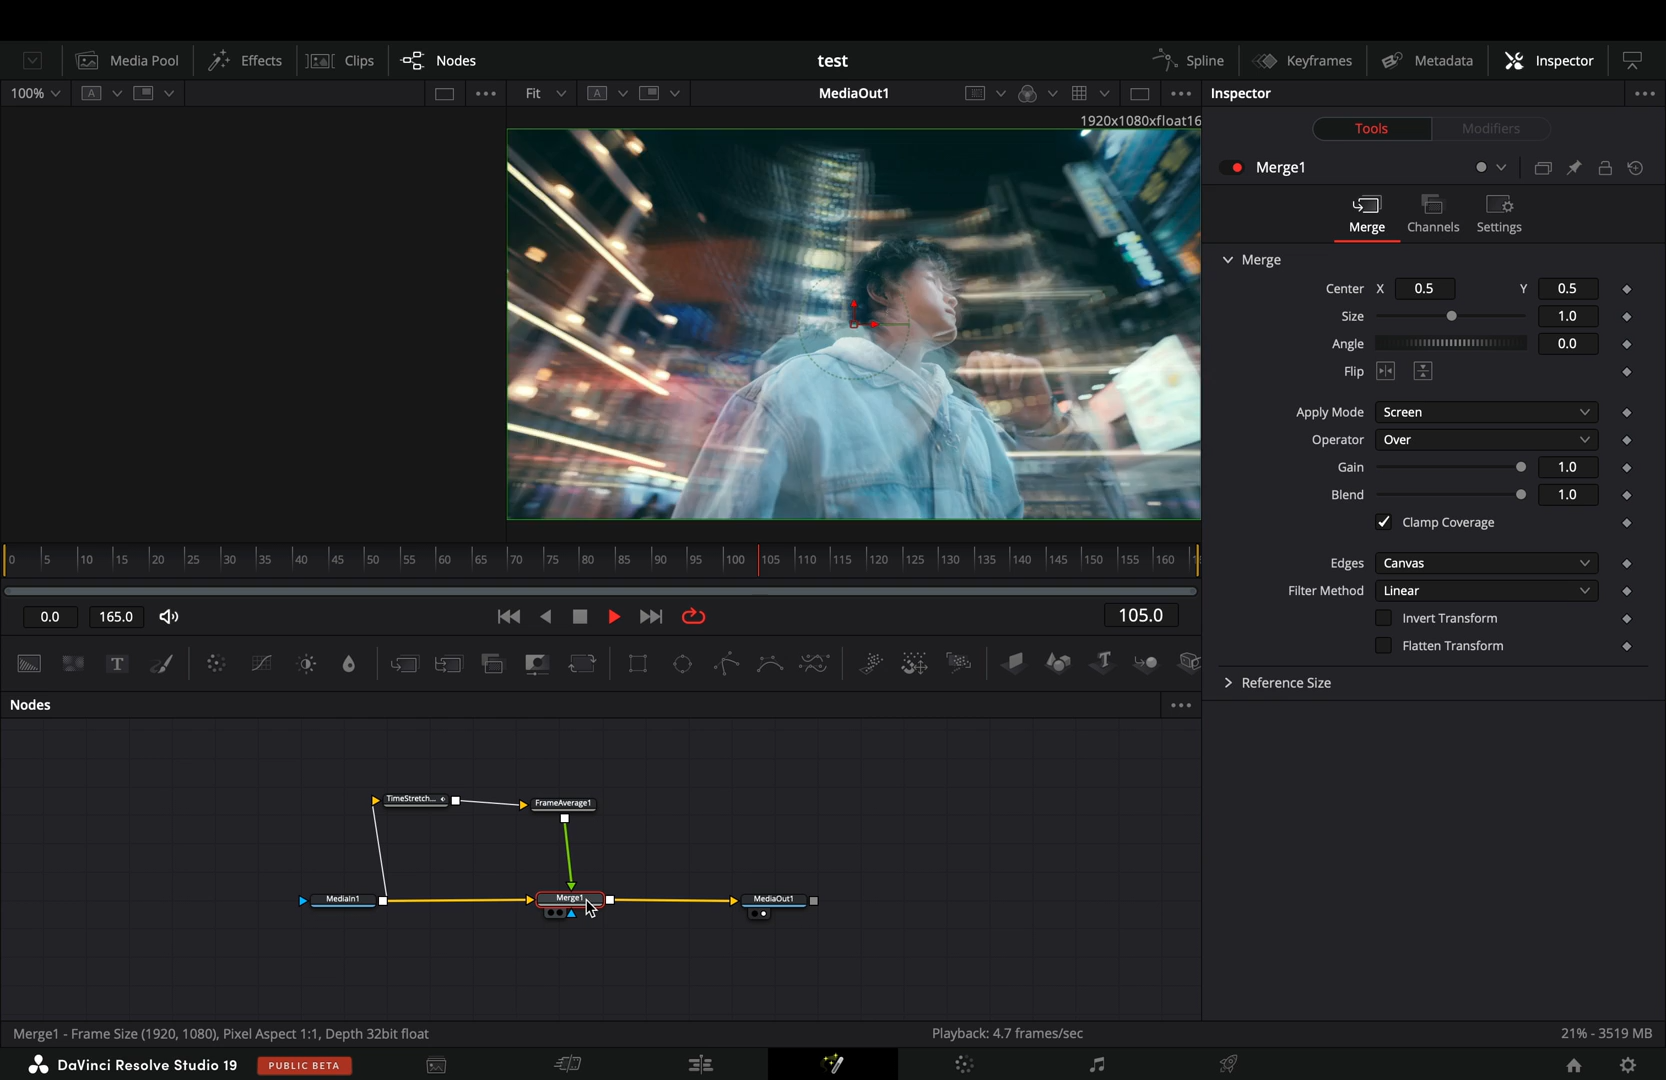 Media Pool Effects Clips Nodes test Spline Keyframes Metadata Inspector
100% A Fit A MediaOut1 Inspector
1920x1080xfloat16
Tools Modifiers
Merge1
Merge Channels Settings
Merge
Center X 0.5 Y 0.5
Size 1.0
Angle 0.0
Flip
Apply Mode Screen
Operator Over
Gain 1.0
Blend 1.0
Clamp Coverage
Edges Canvas
Filter Method Linear
Invert Transform
Flatten Transform
Reference Size
0 5 10 15 20 25 30 35 40 45 50 55 60 65 70 75 80 85 90 95 100 105 110 115 120 125 130 135 140 145 150 155 160
0.0 165.0 105.0
T T
Nodes
TimeStretch... FrameAverage1
MediaIn1 Merge1 MediaOut1
Merge1 - Frame Size (1920, 1080), Pixel Aspect 1:1, Depth 32bit float Playback: 4.7 frames/sec 21% - 3519 MB
DaVinci Resolve Studio 19 PUBLIC BETA